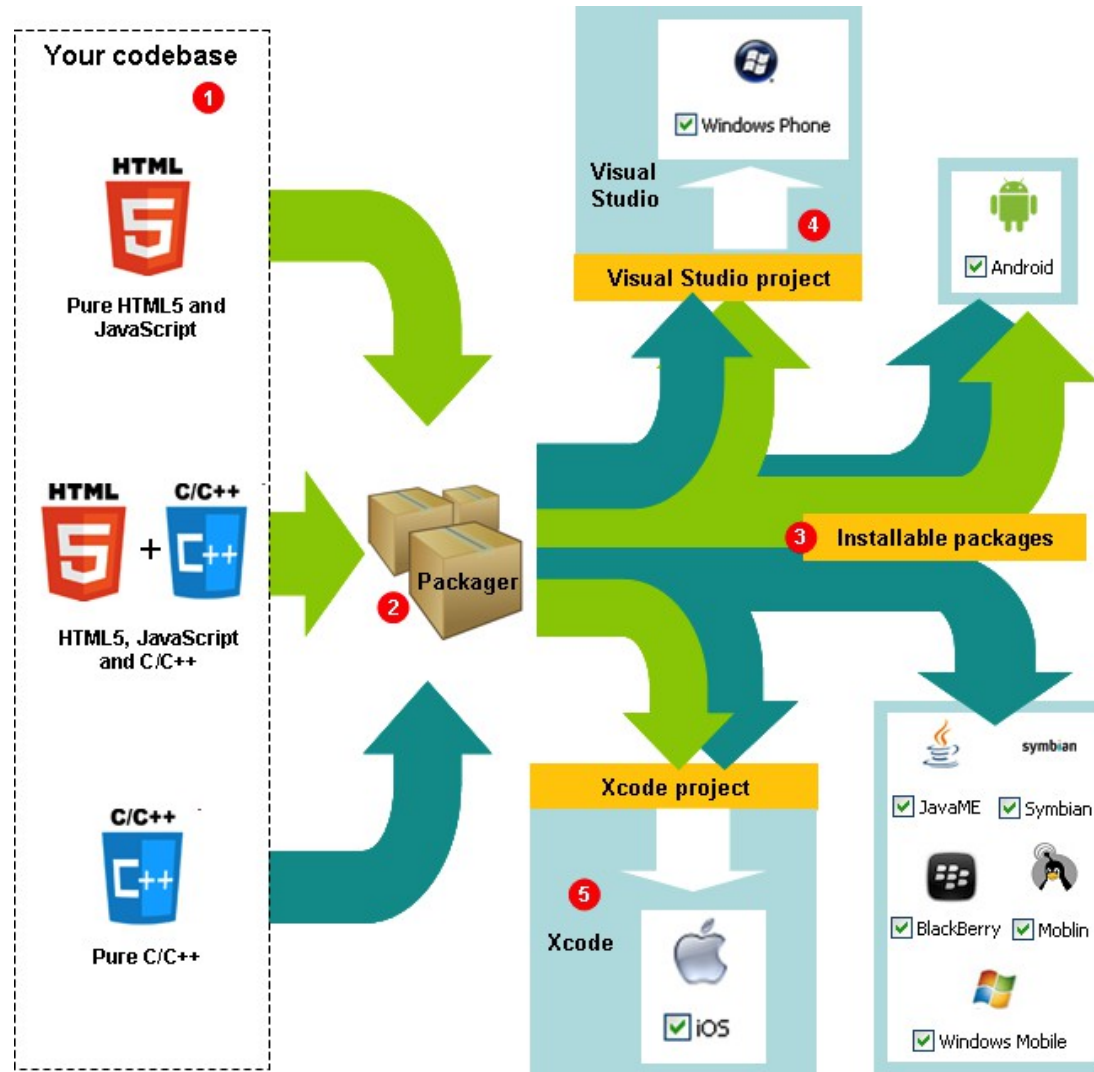 Your codebase
1
HTML
5
Pure HTML5 and
JavaScript
HTML
5
+
C/C++
C++
HTML5, JavaScript
and C/C++
C/C++
C++
Pure C/C++
2
Packager
Windows Phone
Visual
Studio
4
Visual Studio project
Android
3
Installable packages
Xcode project
5
Xcode
iOS
symbian
JavaME
Symbian
BlackBerry
Moblin
Windows Mobile